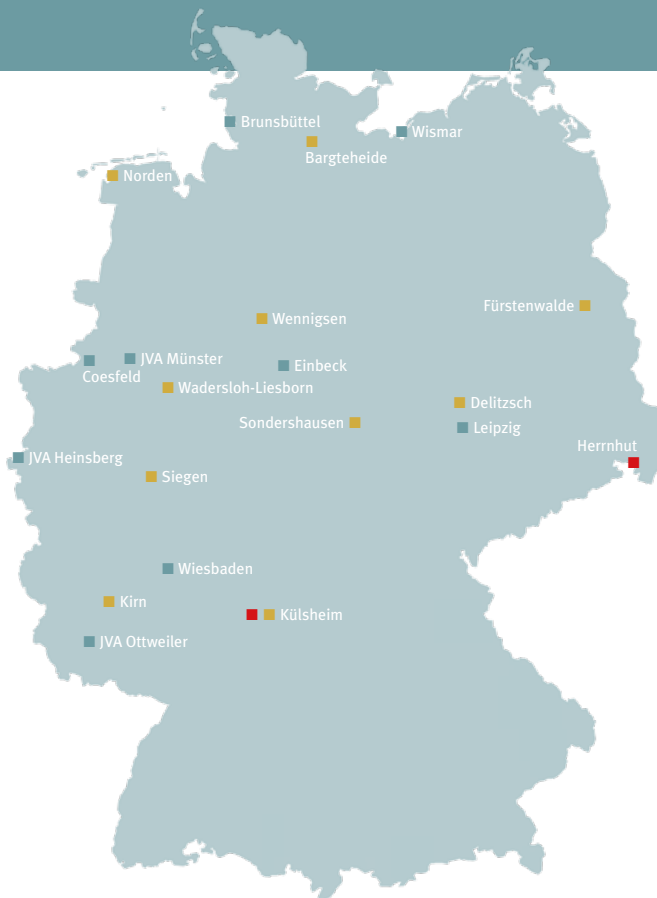 Brunsbüttel
Wismar
Bargteheide
Norden
Fürstenwalde
Wennigsen
JVA Münster
Einbeck
Coesfeld
Wadersloh-Liesborn
Delitzsch
Sondershausen
Leipzig
Herrnhut
JVA Heinsberg
Siegen
Wiesbaden
Kirn
Külsheim
JVA Ottweiler